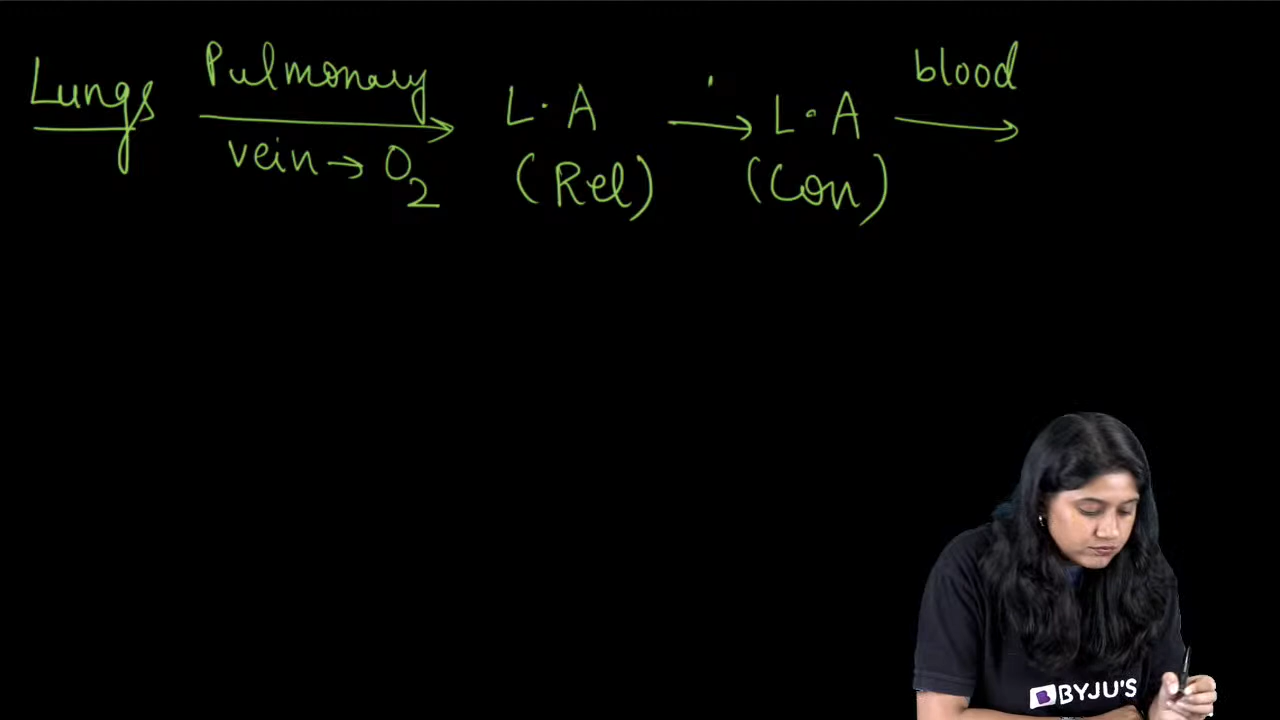 Lungs Pulmonary vein → O2 L.A (Rel) → L.A (Con) blood →
BYJU'S